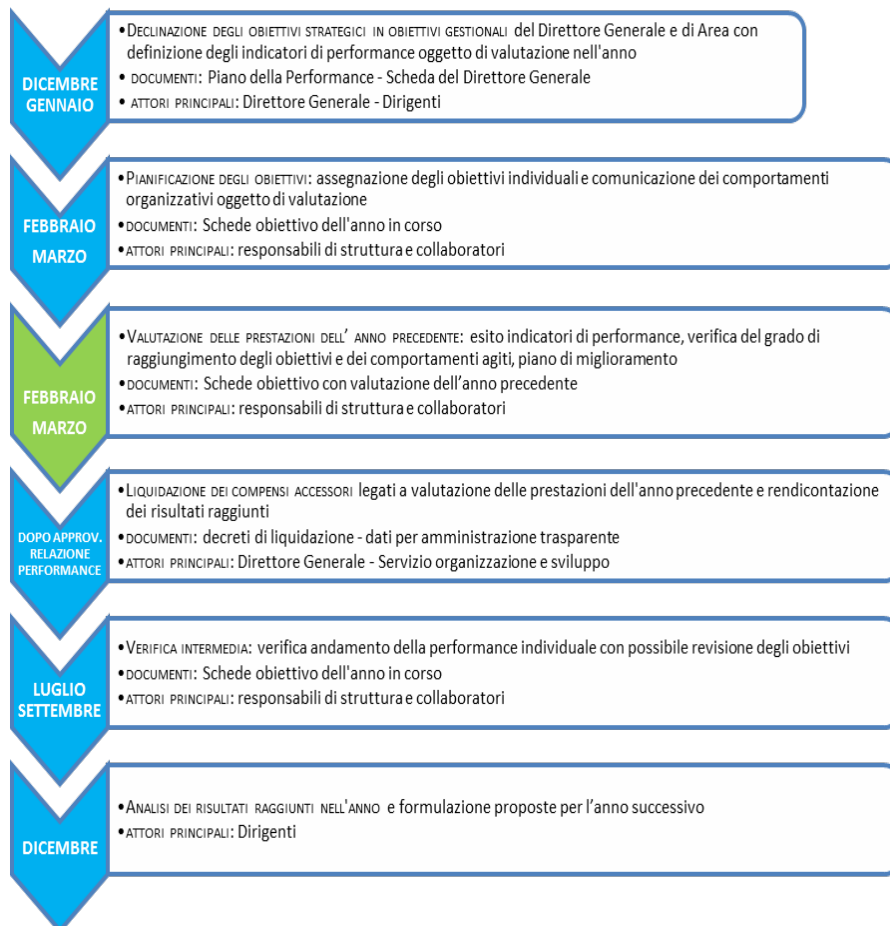 DICEMBRE
GENNAIO
•DECLINAZIONE DEGLI OBIETTIVI STRATEGICI IN OBIETTIVI GESTIONALI del Direttore Generale e di Area con
definizione degli indicatori di performance oggetto di valutazione nell'anno
• DOCUMENTI: Piano della Performance - Scheda del Direttore Generale
• ATTORI PRINCIPALI: Direttore Generale - Dirigenti
FEBBRAIO
MARZO
•PIANIFICAZIONE DEGLI OBIETTIVI: assegnazione degli obiettivi individuali e comunicazione dei comportamenti
organizzativi oggetto di valutazione
•DOCUMENTI: Schede obiettivo dell'anno in corso
•ATTORI PRINCIPALI: responsabili di struttura e collaboratori
FEBBRAIO
MARZO
•VALUTAZIONE DELLE PRESTAZIONI DELL’ ANNO PRECEDENTE: esito indicatori di performance, verifica del grado di
raggiungimento degli obiettivi e dei comportamenti agiti, piano di miglioramento
•DOCUMENTI: Schede obiettivo con valutazione dell’anno precedente
•ATTORI PRINCIPALI: responsabili di struttura e collaboratori
DOPO APPROV.
RELAZIONE
PERFORMANCE
•LIQUIDAZIONE DEI COMPENSI ACCESSORI legati a valutazione delle prestazioni dell'anno precedente e rendicontazione
dei risultati raggiunti
•DOCUMENTI: decreti di liquidazione - dati per amministrazione trasparente
•ATTORI PRINCIPALI: Direttore Generale - Servizio organizzazione e sviluppo
LUGLIO
SETTEMBRE
•VERIFICA INTERMEDIA: verifica andamento della performance individuale con possibile revisione degli obiettivi
•DOCUMENTI: Schede obiettivo dell'anno in corso
•ATTORI PRINCIPALI: responsabili di struttura e collaboratori
DICEMBRE
•ANALISI DEI RISULTATI RAGGIUNTI NELL'ANNO e formulazione proposte per l’anno successivo
•ATTORI PRINCIPALI: Dirigenti